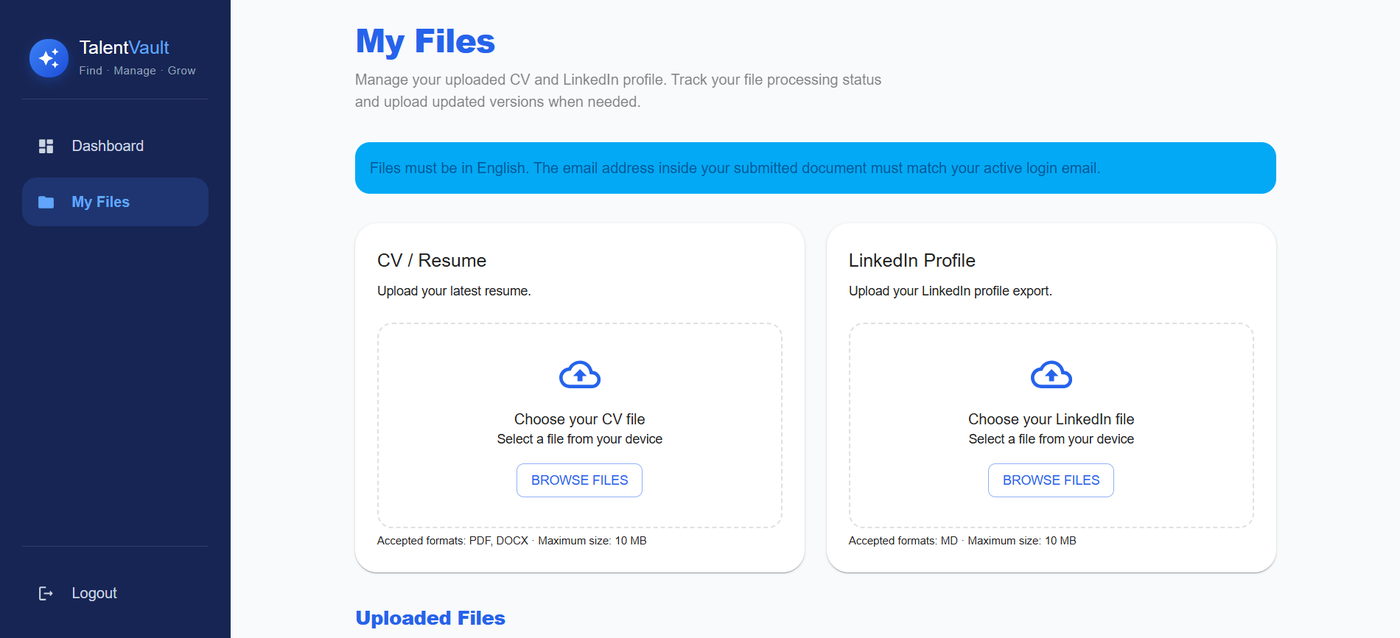 TalentVault
Find · Manage · Grow
Dashboard
My Files
Logout
My Files
Manage your uploaded CV and LinkedIn profile. Track your file processing status
and upload updated versions when needed.
Files must be in English. The email address inside your submitted document must match your active login email.
CV / Resume
Upload your latest resume.
Choose your CV file
Select a file from your device
BROWSE FILES
Accepted formats: PDF, DOCX · Maximum size: 10 MB
LinkedIn Profile
Upload your LinkedIn profile export.
Choose your LinkedIn file
Select a file from your device
BROWSE FILES
Accepted formats: MD · Maximum size: 10 MB
Uploaded Files